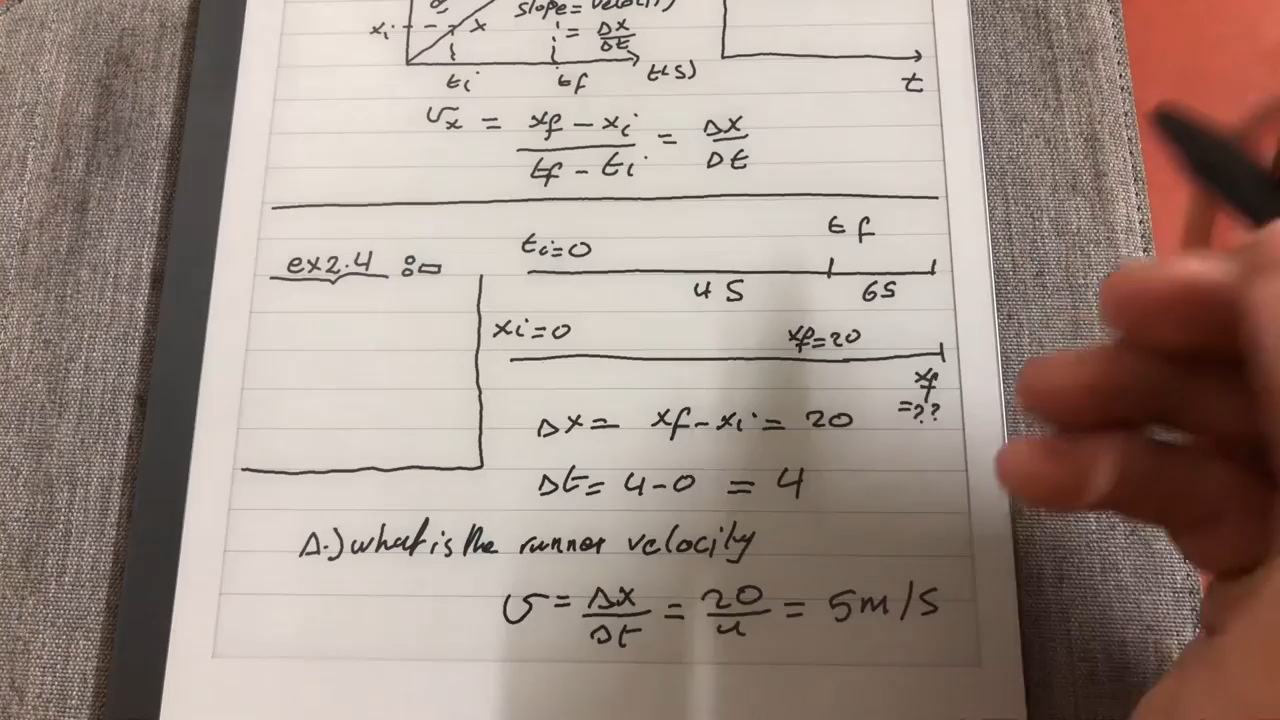 slope = velocity
xi x = Δx/Δt
ti tf t(s) t
υx = xf - xi / tf - ti = Δx / Δt
ti=0 tf
ex2.4 :-
4 S 6S
xi=0 xf=20
xf
=??
Δx= xf-xi= 20
Δt= 4-0 = 4
A.) what is the runner velocity
υ = Δx/Δt = 20/4 = 5m/S